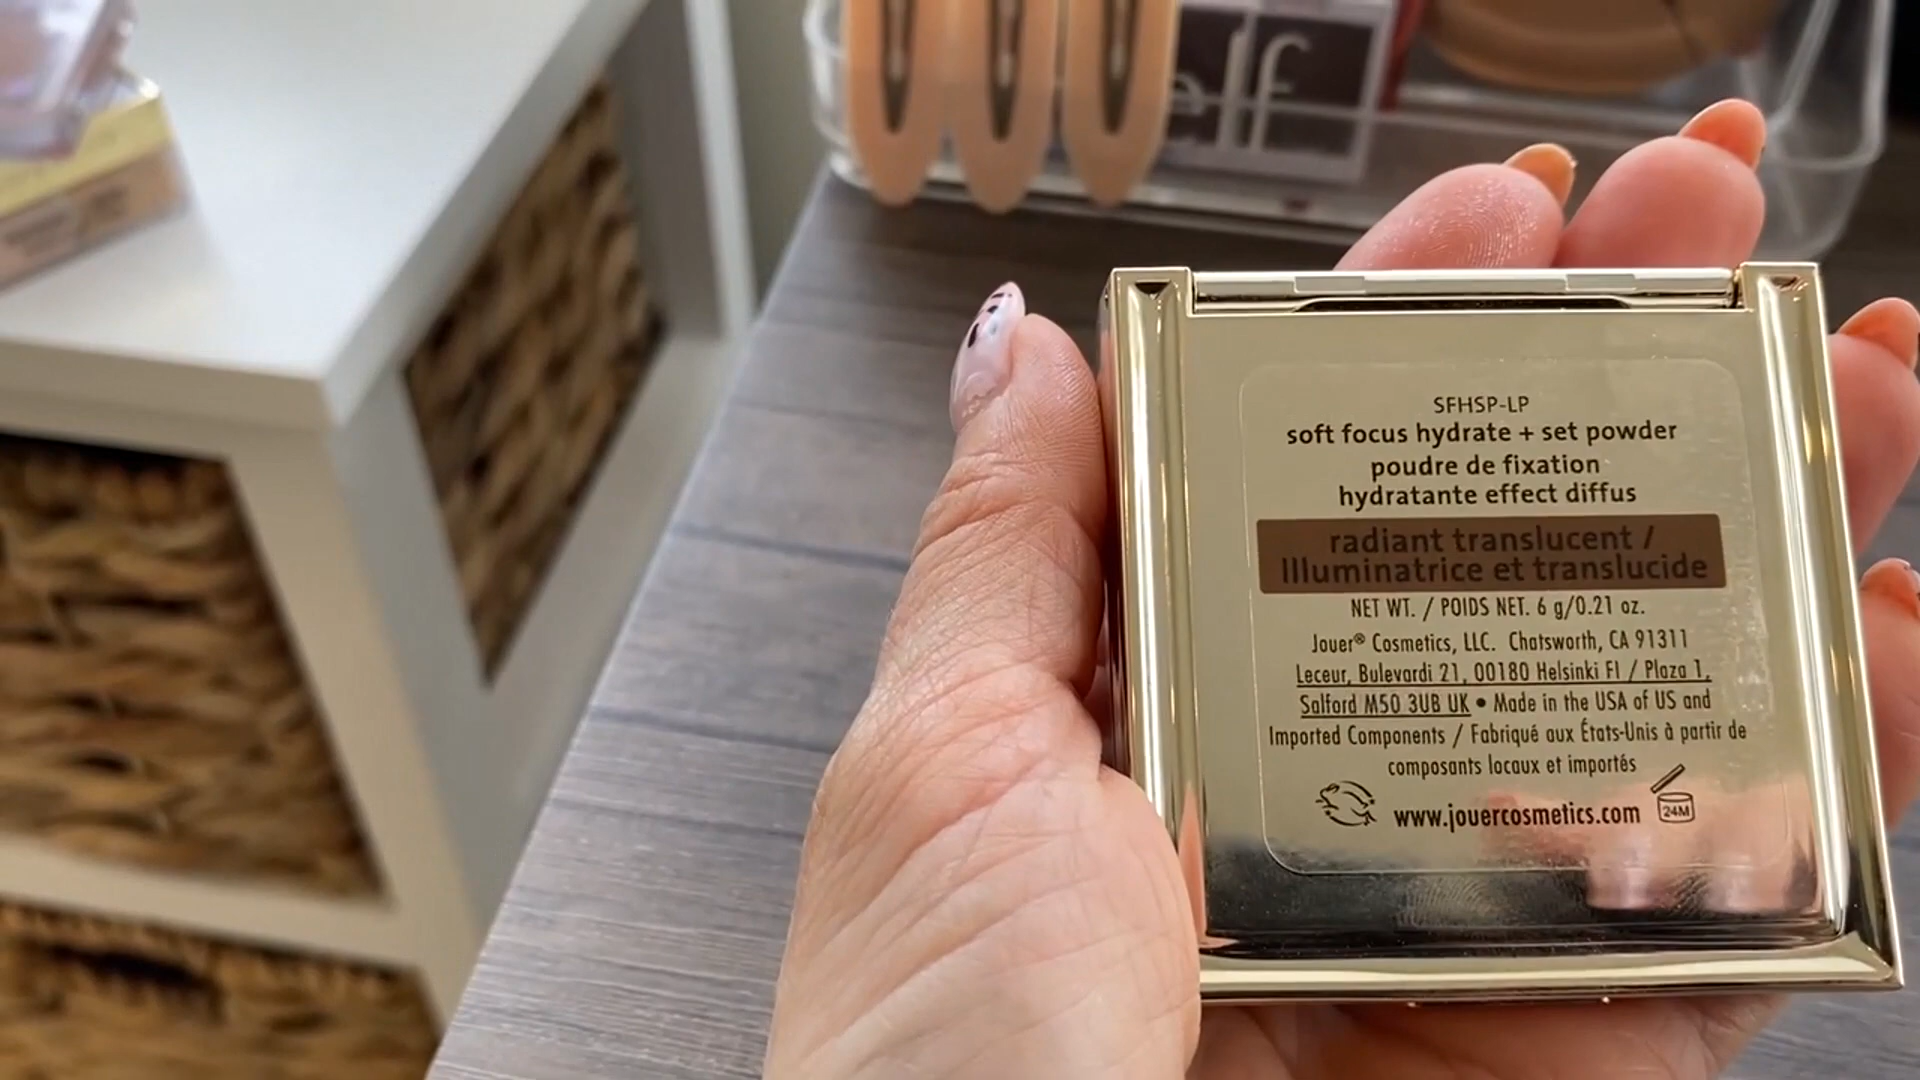 elf
SFHSP-LP
soft focus hydrate + set powder
poudre de fixation
hydratante effect diffus
radiant translucent /
Illuminatrice et translucide
NET WT. / POIDS NET. 6 g/0.21 oz.
Jouer® Cosmetics, LLC. Chatsworth, CA 91311
Leceur, Bulevardi 21, 00180 Helsinki FI / Plaza 1,
Salford M50 3UB UK • Made in the USA of US and
Imported Components / Fabriqué aux États-Unis à partir de
composants locaux et importés
www.jouercosmetics.com 24M